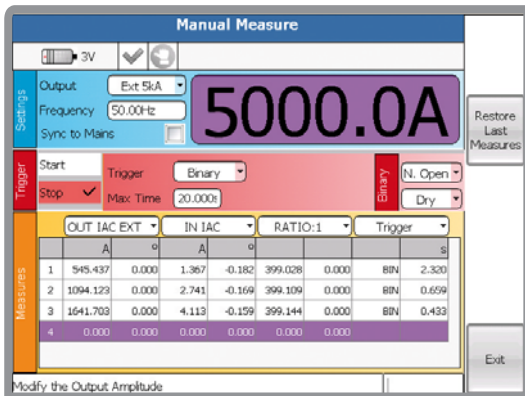 Manual Measure
3V
Settings
Output Ext 5kA
Frequency 50.00Hz
Sync to Mains
5000.0A
Restore
Last
Measures
Trigger
Start
Stop
Trigger Binary
Max Time 20.000s
Binary
N. Open
Dry
Measures
OUT IAC EXT IN IAC RATIO:1 Trigger
A ° A ° s
1 545.437 0.000 1.367 -0.182 399.028 0.000 BIN 2.320
2 1094.123 0.000 2.741 -0.169 399.109 0.000 BIN 0.659
3 1641.703 0.000 4.113 -0.159 399.144 0.000 BIN 0.433
4 0.000 0.000 0.000 0.000 0.000 0.000 0.000
Exit
Modify the Output Amplitude